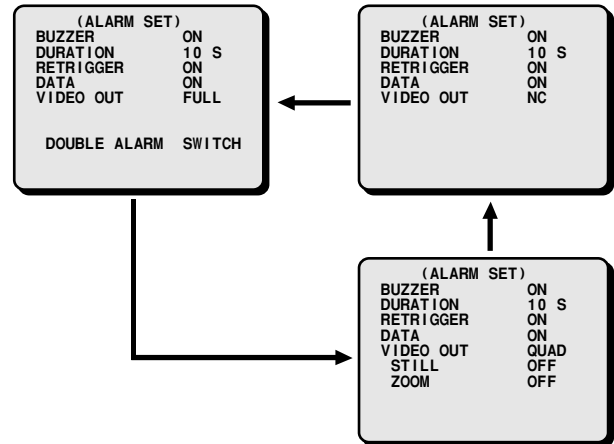 (ALARM SET)
BUZZER ON
DURATION 10 S
RETRIGGER ON
DATA ON
VIDEO OUT FULL
DOUBLE ALARM SWITCH
(ALARM SET)
BUZZER ON
DURATION 10 S
RETRIGGER ON
DATA ON
VIDEO OUT NC
(ALARM SET)
BUZZER ON
DURATION 10 S
RETRIGGER ON
DATA ON
VIDEO OUT QUAD
STILL OFF
ZOOM OFF